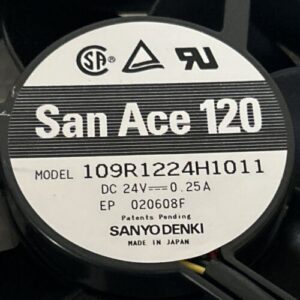 San Ace 120
MODEL 109R1224H1011
DC 24V⎓0.25A
EP 020608F
Patents Pending
SANYO DENKI
MADE IN JAPAN